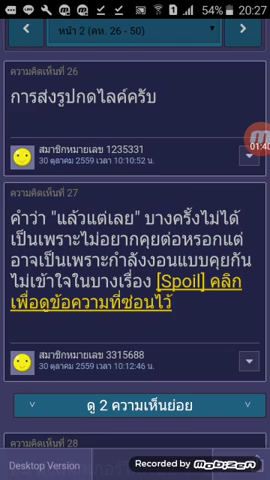 54% 20:27
หน้า 2 (คห. 26 - 50)
ความคิดเห็นที่ 26
การส่งรูปกดไลค์ครับ
สมาชิกหมายเลข 1235331
30 ตุลาคม 2559 เวลา 10:10:52 น.
01:40
ความคิดเห็นที่ 27
คำว่า "แล้วแต่เลย" บางครั้งไม่ได้
เป็นเพราะไม่อยากคุยต่อหรอกแต่
อาจเป็นเพราะกำลังงอนแบบคุยกัน
ไม่เข้าใจในบางเรื่อง [Spoil] คลิก
เพื่อดูข้อความที่ซ่อนไว้
สมาชิกหมายเลข 3315688
30 ตุลาคม 2559 เวลา 10:12:46 น.
ดู 2 ความเห็นย่อย
ความคิดเห็นที่ 28
Desktop Version
Recorded by mobizen